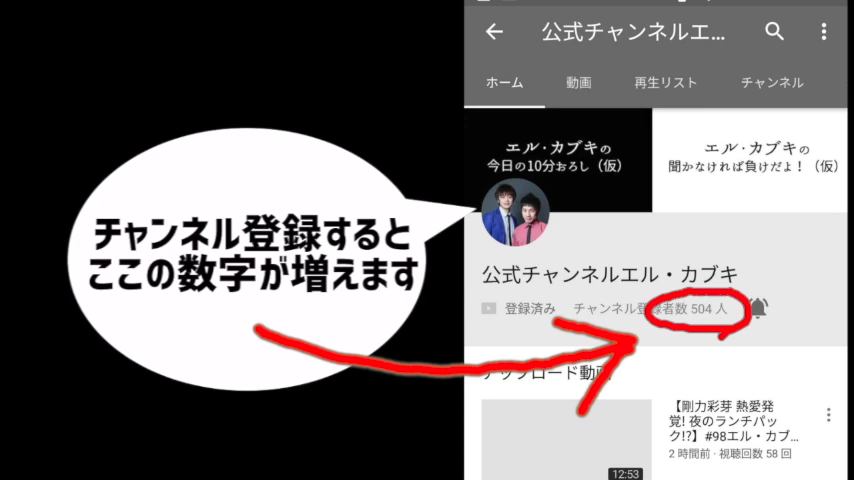 チャンネル登録すると
ここの数字が増えます
公式チャンネルエ...
ホーム
動画
再生リスト
チャンネル
エル・カブキの
今日の10分おろし（仮）
エル・カブキの
聞かなければ負けだよ！（仮）
公式チャンネルエル・カブキ
登録済み
チャンネル登録者数 504 人
アップロード動画
12:53
【剛力彩芽 熱愛発
覚! 夜のランチパッ
ク!?】#98エル・カブ...
2 時間前 · 視聴回数 58 回